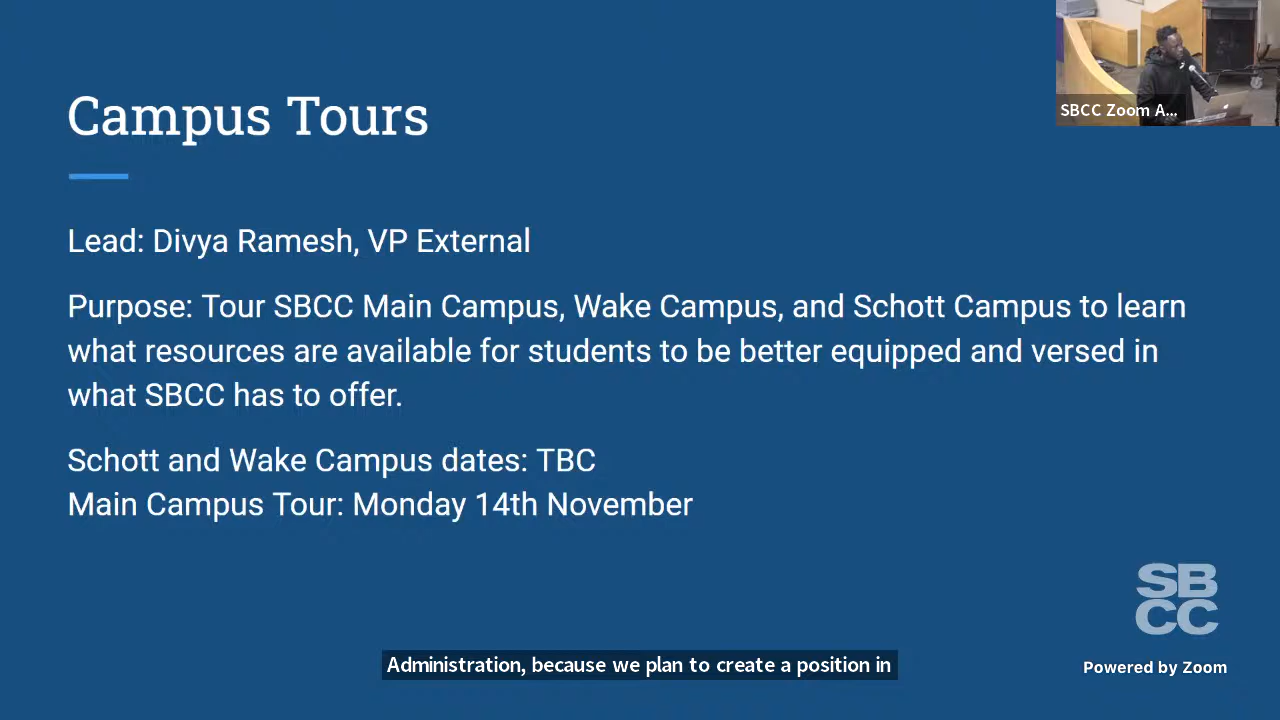 Campus Tours
SBCC Zoom A...
Lead: Divya Ramesh, VP External
Purpose: Tour SBCC Main Campus, Wake Campus, and Schott Campus to learn
what resources are available for students to be better equipped and versed in
what SBCC has to offer.
Schott and Wake Campus dates: TBC
Main Campus Tour: Monday 14th November
SB
CC
Administration, because we plan to create a position in
Powered by Zoom